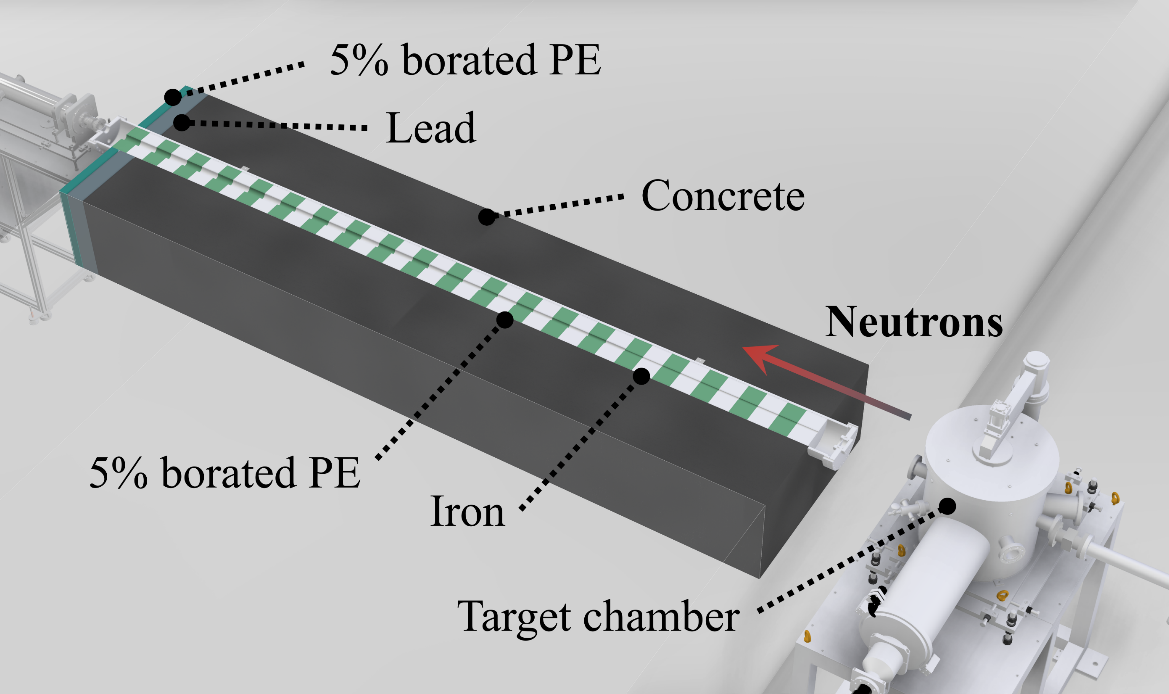 5% borated PE
Lead
Concrete
Neutrons
5% borated PE
Iron
Target chamber